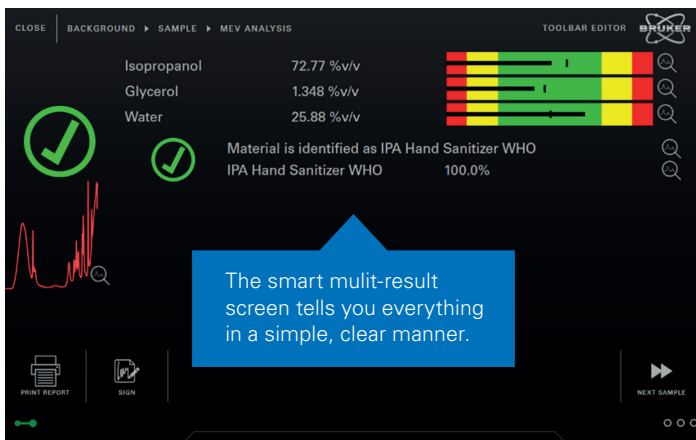 CLOSE BACKGROUND ▸ SAMPLE ▸ MEV ANALYSIS TOOLBAR EDITOR BRUKER
Isopropanol 72.77 %v/v
Glycerol 1.348 %v/v
Water 25.88 %v/v
Material is identified as IPA Hand Sanitizer WHO
IPA Hand Sanitizer WHO 100.0%
The smart mulit-result
screen tells you everything
in a simple, clear manner.
PRINT REPORT SIGN NEXT SAMPLE